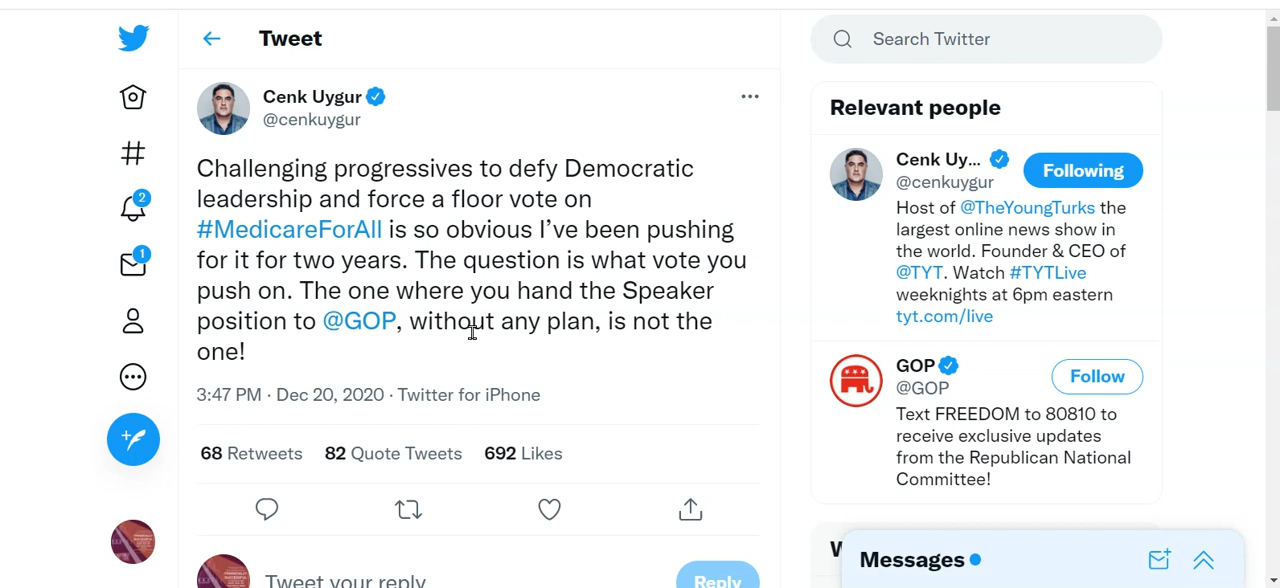 Tweet
Cenk Uygur
@cenkuygur
Challenging progressives to defy Democratic
leadership and force a floor vote on
#MedicareForAll is so obvious I’ve been pushing
for it for two years. The question is what vote you
push on. The one where you hand the Speaker
position to @GOP, without any plan, is not the
one!
3:47 PM · Dec 20, 2020 · Twitter for iPhone
68 Retweets 82 Quote Tweets 692 Likes
Tweet your reply
Reply
2
1
Search Twitter
Relevant people
Cenk Uy...
@cenkuygur
Following
Host of @TheYoungTurks the
largest online news show in
the world. Founder & CEO of
@TYT. Watch #TYTLive
weeknights at 6pm eastern
tyt.com/live
GOP
@GOP
Follow
Text FREEDOM to 80810 to
receive exclusive updates
from the Republican National
Committee!
Messages